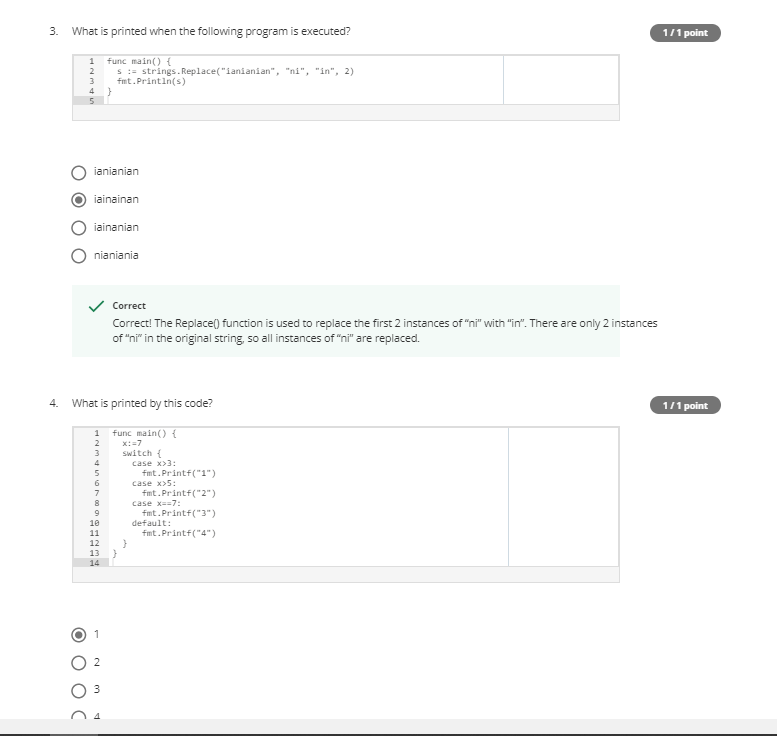 3. What is printed when the following program is executed?
1 / 1 point
1 func main() {
2 s := strings.Replace("ianianian", "ni", "in", 2)
3 fmt.Println(s)
4 }
5
ianianian
iainainan
iainanian
nianiania
Correct
Correct! The Replace() function is used to replace the first 2 instances of "ni" with "in". There are only 2 instances
of "ni" in the original string, so all instances of "ni" are replaced.
4. What is printed by this code?
1 / 1 point
1 func main() {
2 x:=7
3 switch {
4 case x>3:
5 fmt.Printf("1")
6 case x>5:
7 fmt.Printf("2")
8 case x==7:
9 fmt.Printf("3")
10 default:
11 fmt.Printf("4")
12 }
13 }
14
1
2
3
4